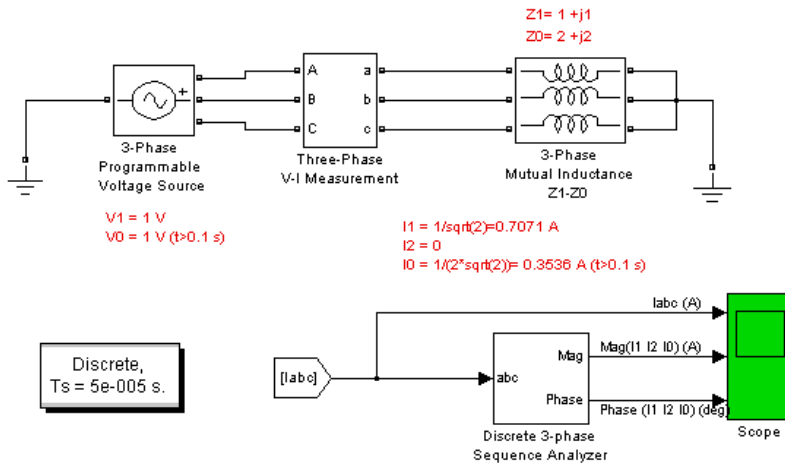 Z1= 1 +j1
Z0= 2 +j2
+
A
B
C
a
b
c
3-Phase
Programmable
Voltage Source
Three-Phase
V-I Measurement
3-Phase
Mutual Inductance
Z1-Z0
V1 = 1 V
V0 = 1 V (t>0.1 s)
I1 = 1/sqrt(2)=0.7071 A
I2 = 0
I0 = 1/(2*sqrt(2))= 0.3536 A (t>0.1 s)
Discrete,
Ts = 5e-005 s.
[Iabc]
abc
Mag
Phase
Discrete 3-phase
Sequence Analyzer
Iabc (A)
Mag(I1 I2 I0) (A)
Phase (I1 I2 I0) (deg)
Scope